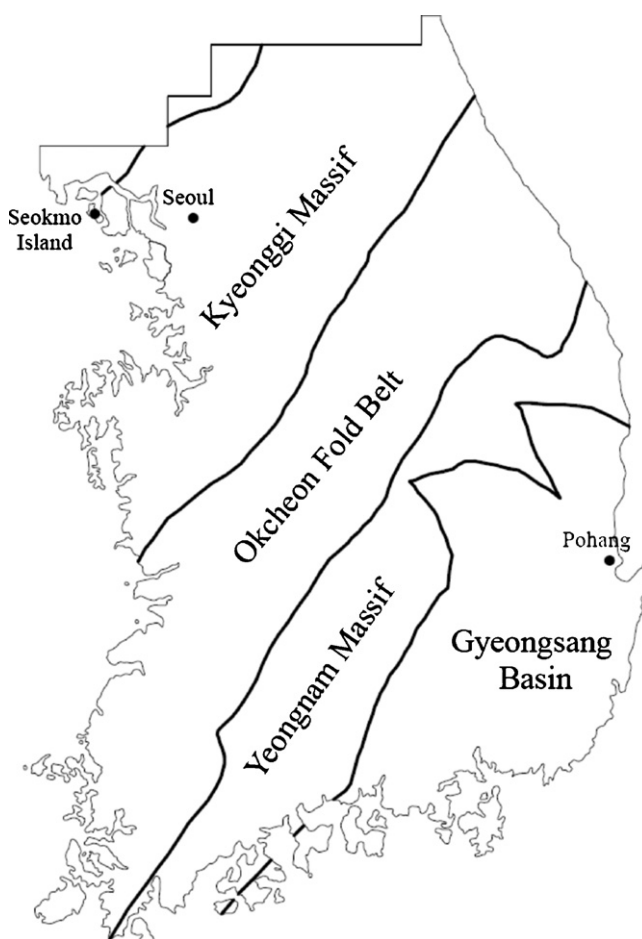 Seoul
Seokmo
Island
Kyeonggi Massif
Okcheon Fold Belt
Pohang
Yeongnam Massif
Gyeongsang
Basin